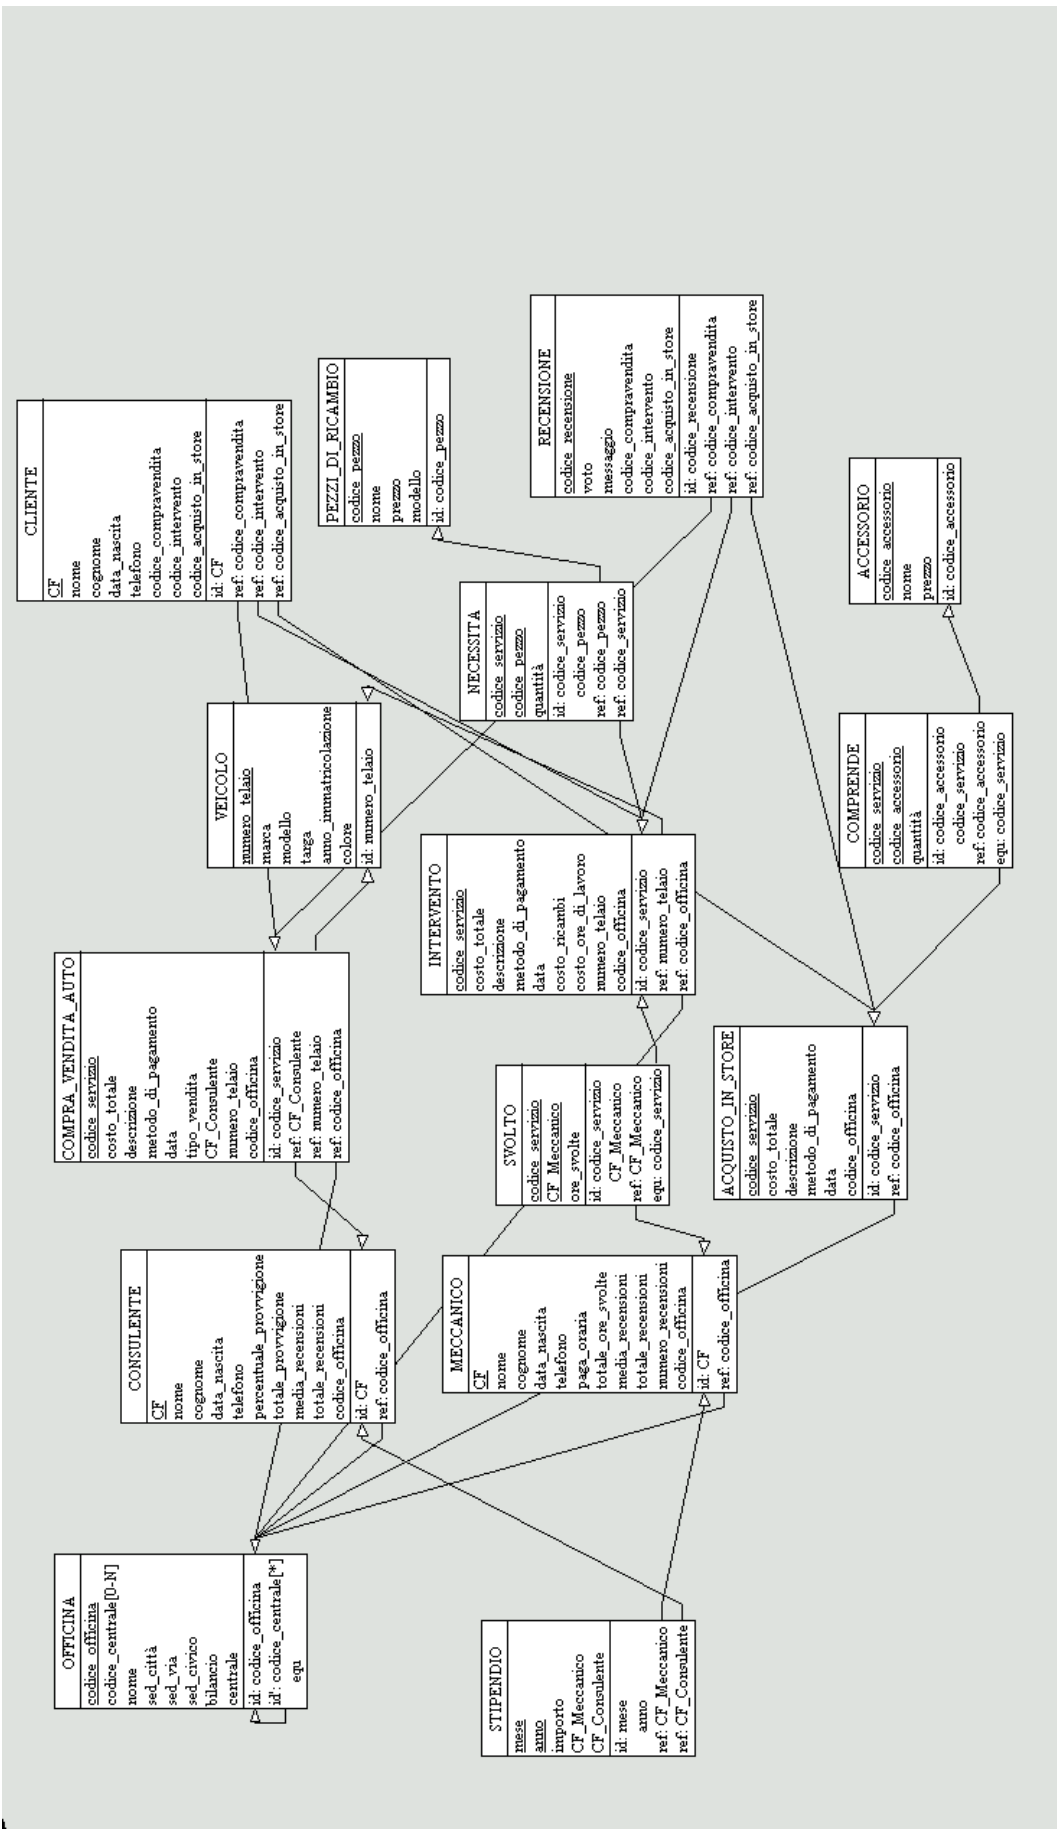 OFFICINA
codice_officina
codice_centrale[0-N]
nome
sed_città
sed_via
sed_civico
bilancio
centrale
id: codice_officina
id': codice_centrale[*]
equ
CONSULENTE
CF
nome
cognome
data_nascita
telefono
percentuale_provvigione
totale_provvigione
media_recensioni
totale_recensioni
codice_officina
id: CF
ref: codice_officina
COMPRA_VENDITA_AUTO
codice_servizio
costo_totale
descrizione
metodo_di_pagamento
data
tipo_vendita
CF_Consulente
numero_telaio
codice_officina
id: codice_servizio
ref: CF_Consulente
ref: numero_telaio
ref: codice_officina
VEICOLO
numero_telaio
marca
modello
targa
anno_immatricolazione
colore
id: numero_telaio
CLIENTE
CF
nome
cognome
data_nascita
telefono
codice_compravendita
codice_intervento
codice_acquisto_in_store
id: CF
ref: codice_compravendita
ref: codice_intervento
ref: codice_acquisto_in_store
PEZZI_DI_RICAMBIO
codice_pezzo
nome
prezzo
modello
id: codice_pezzo
STIPENDIO
mese
anno
importo
CF_Meccanico
CF_Consulente
id: mese
anno
ref: CF_Meccanico
ref: CF_Consulente
MECCANICO
CF
nome
cognome
data_nascita
telefono
paga_oraria
totale_ore_svolte
media_recensioni
totale_recensioni
numero_recensioni
codice_officina
id: CF
ref: codice_officina
SVOLTO
codice_servizio
CF_Meccanico
ore_svolte
id: codice_servizio
CF_Meccanico
ref: CF_Meccanico
equ: codice_servizio
INTERVENTO
codice_servizio
costo_totale
descrizione
metodo_di_pagamento
data
costo_ricambi
costo_ore_di_lavoro
numero_telaio
codice_officina
id: codice_servizio
ref: numero_telaio
ref: codice_officina
NECESSITA
codice_servizio
codice_pezzo
quantità
id: codice_servizio
codice_pezzo
ref: codice_pezzo
ref: codice_servizio
RECENSIONE
codice_recensione
voto
messaggio
codice_compravendita
codice_intervento
codice_acquisto_in_store
id: codice_recensione
ref: codice_compravendita
ref: codice_intervento
ref: codice_acquisto_in_store
ACQUISTO_IN_STORE
codice_servizio
costo_totale
descrizione
metodo_di_pagamento
data
codice_officina
id: codice_servizio
ref: codice_officina
COMPRENDE
codice_servizio
codice_accessorio
quantità
id: codice_accessorio
codice_servizio
ref: codice_accessorio
equ: codice_servizio
ACCESSORIO
codice_accessorio
nome
prezzo
id: codice_accessorio